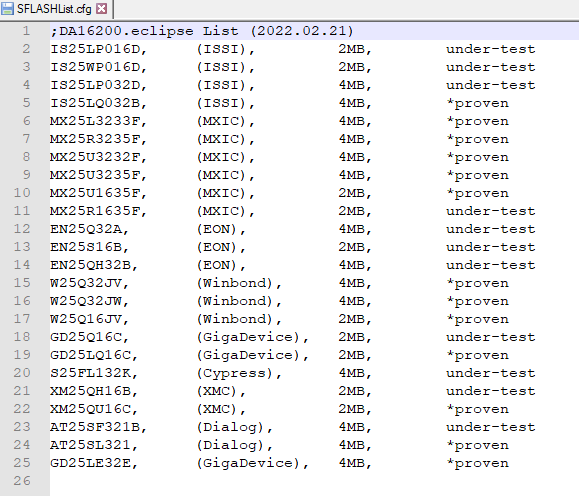 SFLASHList.cfg
1 ;DA16200.eclipse List (2022.02.21)
2 IS25LP016D, (ISSI), 2MB, under-test
3 IS25WP016D, (ISSI), 2MB, under-test
4 IS25LP032D, (ISSI), 4MB, under-test
5 IS25LQ032B, (ISSI), 4MB, *proven
6 MX25L3233F, (MXIC), 4MB, *proven
7 MX25R3235F, (MXIC), 4MB, *proven
8 MX25U3232F, (MXIC), 4MB, *proven
9 MX25U3235F, (MXIC), 4MB, *proven
10 MX25U1635F, (MXIC), 2MB, *proven
11 MX25R1635F, (MXIC), 2MB, under-test
12 EN25Q32A, (EON), 4MB, under-test
13 EN25S16B, (EON), 2MB, under-test
14 EN25QH32B, (EON), 4MB, under-test
15 W25Q32JV, (Winbond), 4MB, *proven
16 W25Q32JW, (Winbond), 4MB, *proven
17 W25Q16JV, (Winbond), 2MB, *proven
18 GD25Q16C, (GigaDevice), 2MB, under-test
19 GD25LQ16C, (GigaDevice), 2MB, *proven
20 S25FL132K, (Cypress), 4MB, under-test
21 XM25QH16B, (XMC), 2MB, under-test
22 XM25QU16C, (XMC), 2MB, *proven
23 AT25SF321B, (Dialog), 4MB, under-test
24 AT25SL321, (Dialog), 4MB, *proven
25 GD25LE32E, (GigaDevice), 4MB, *proven
26